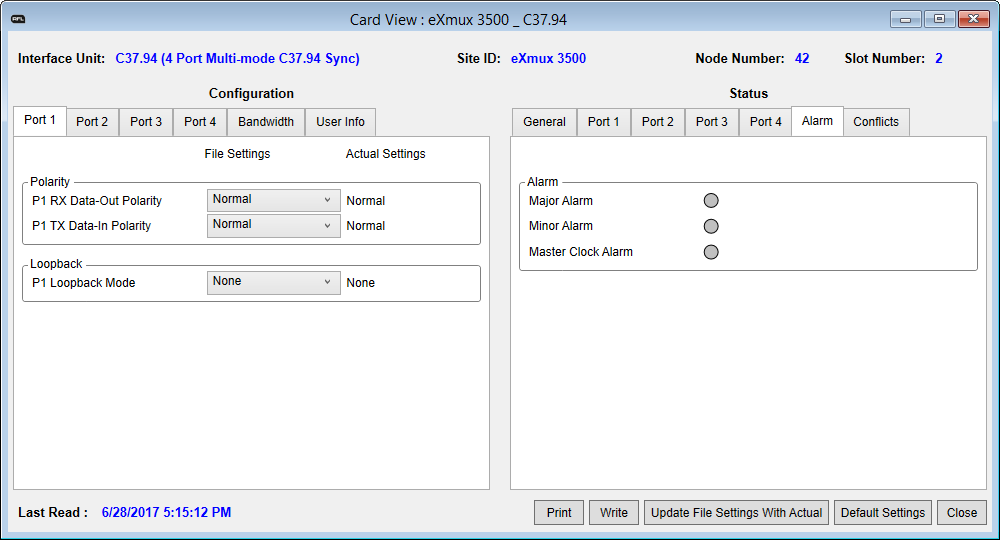 RFL Card View : eXmux 3500 _ C37.94
Interface Unit: C37.94 (4 Port Multi-mode C37.94 Sync) Site ID: eXmux 3500 Node Number: 42 Slot Number: 2
Configuration Status
Port 1 Port 2 Port 3 Port 4 Bandwidth User Info General Port 1 Port 2 Port 3 Port 4 Alarm Conflicts
File Settings Actual Settings
Polarity
P1 RX Data-Out Polarity Normal Normal
P1 TX Data-In Polarity Normal Normal
Loopback
P1 Loopback Mode None None
Alarm
Major Alarm
Minor Alarm
Master Clock Alarm
Last Read : 6/28/2017 5:15:12 PM Print Write Update File Settings With Actual Default Settings Close